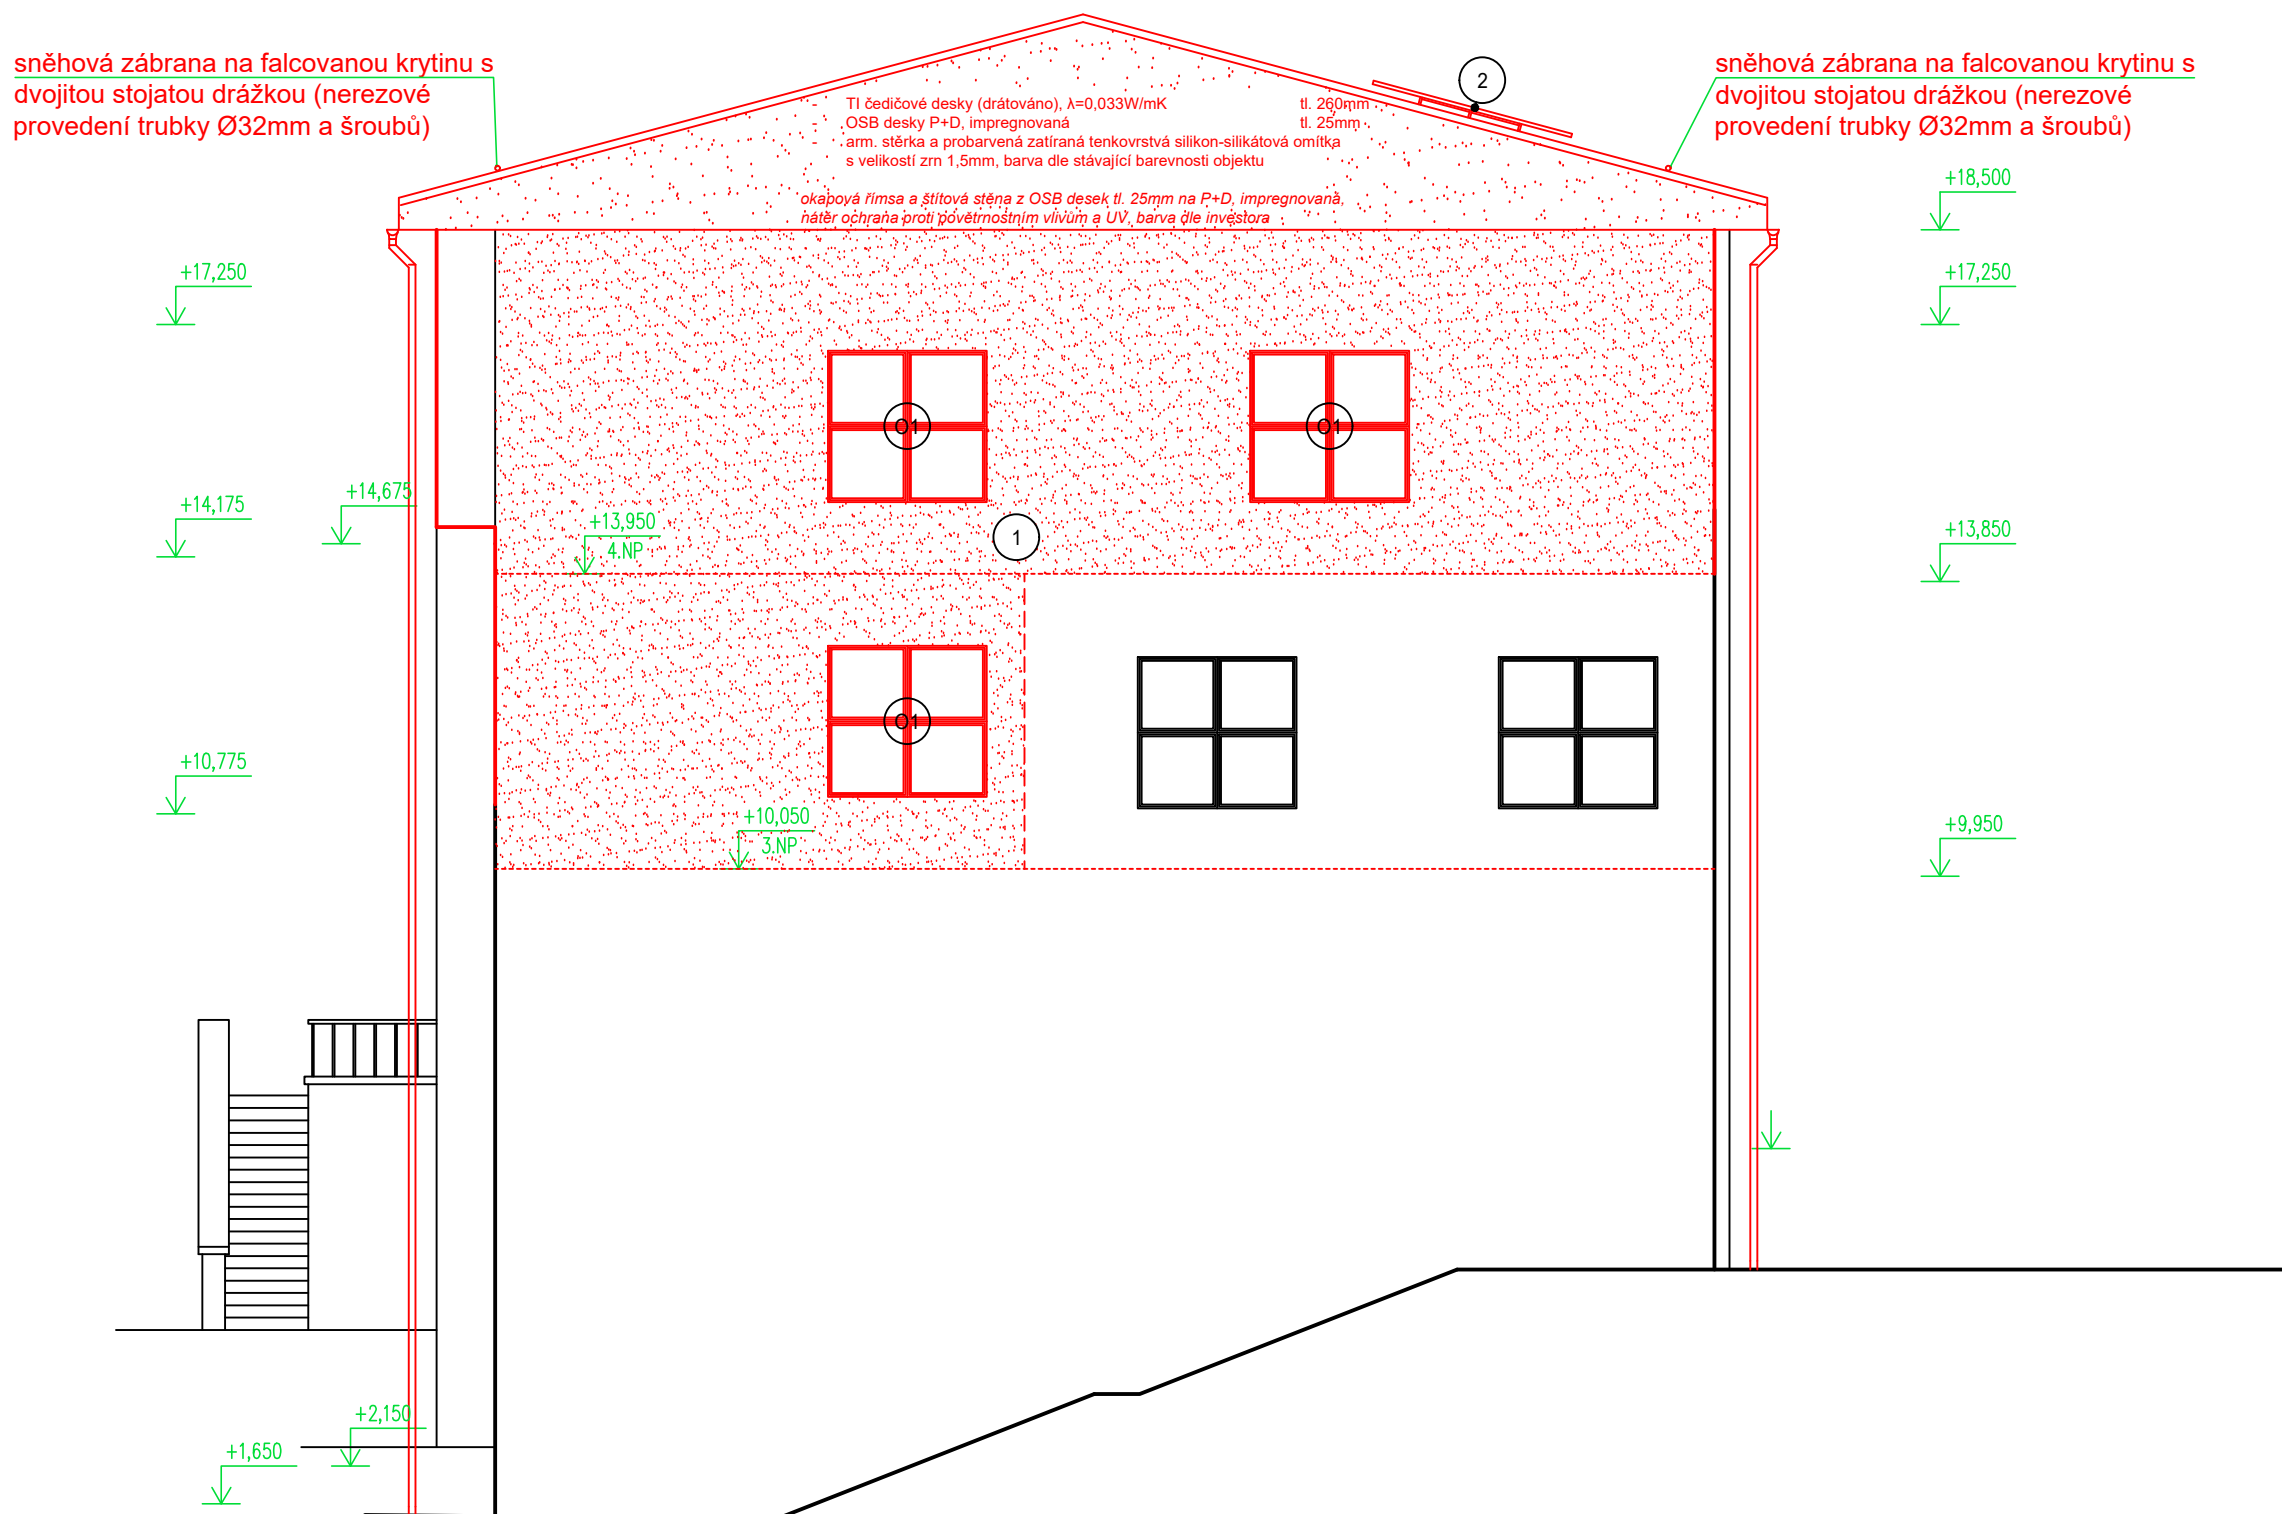 sněhová zábrana na falcovanou krytinu s
dvojitou stojatou drážkou (nerezové
provedení trubky Ø32mm a šroubů)
2
sněhová zábrana na falcovanou krytinu s
dvojitou stojatou drážkou (nerezové
provedení trubky Ø32mm a šroubů)
- TI čedičové desky (drátováno), λ=0,033W/mK tl. 260mm
- OSB desky P+D, impregnovaná tl. 25mm
- arm. stěrka a probarvená zatíraná tenkovrstvá silikon-silikátová omítka
s velikostí zrn 1,5mm, barva dle stávající barevnosti objektu
okapová římsa a štítová stěna z OSB desek tl. 25mm na P+D, impregnovaná,
nátěr ochrana proti povětrnostním vlivům a UV, barva dle investora
+18,500
+17,250
+17,250
O1
O1
+14,175
+14,675
+13,950
4.NP
1
+13,850
O1
+10,775
+10,050
3.NP
+9,950
+2,150
+1,650